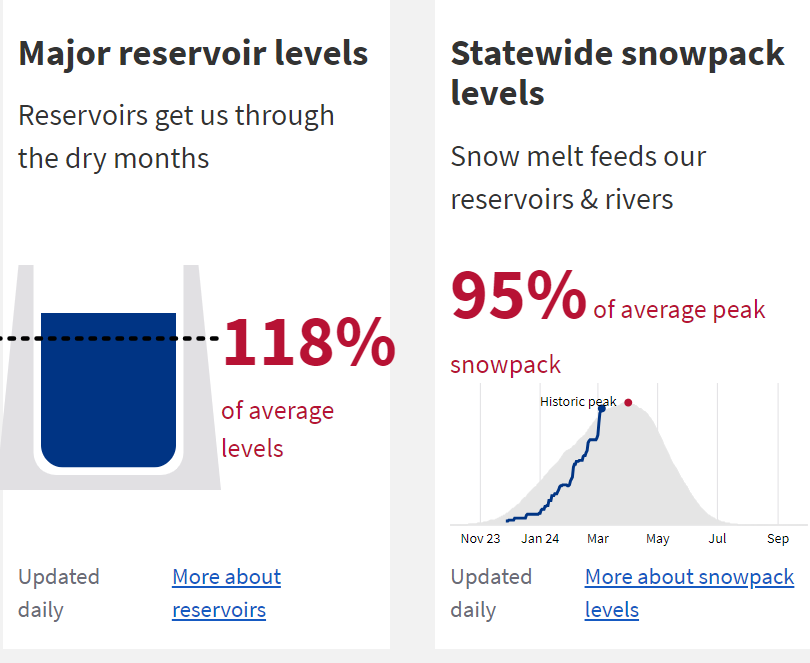 Major reservoir levels
Reservoirs get us through
the dry months
118%
of average
levels
Updated
daily
More about
reservoirs
Statewide snowpack
levels
Snow melt feeds our
reservoirs & rivers
95% of average peak
snowpack
Historic peak
Nov 23 Jan 24 Mar May Jul Sep
Updated
daily
More about snowpack
levels